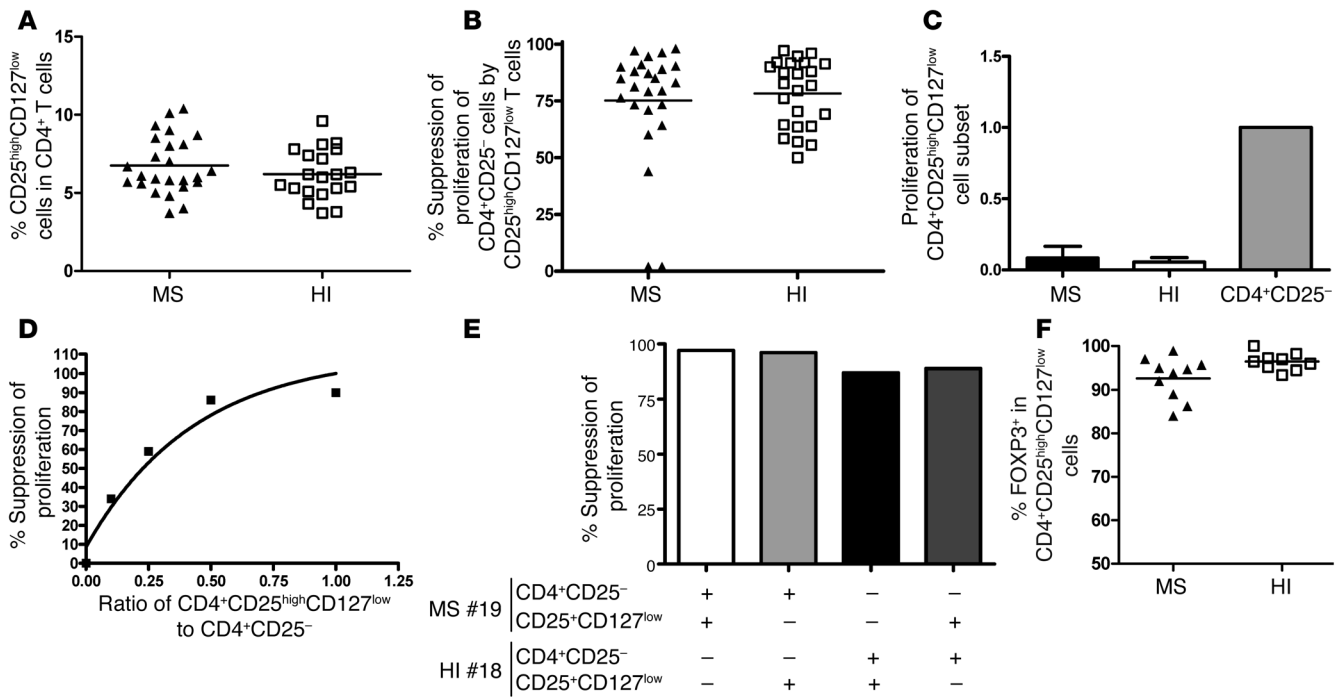 A
% CD25highCD127low
cells in CD4+ T cells
15
10
5
0
MS
HI
B
% Suppression of
proliferation of
CD4+CD25– cells by
CD25highCD127low T cells
100
75
50
25
0
MS
HI
C
Proliferation of
CD4+CD25highCD127low
cell subset
1.5
1.0
0.5
0.0
MS
HI
CD4+CD25–
D
% Suppression of
proliferation
110
100
90
80
70
60
50
40
30
20
10
0
0.00
0.25
0.50
0.75
1.00
1.25
Ratio of CD4+CD25highCD127low
to CD4+CD25–
E
% Suppression of
proliferation
100
75
50
25
0
MS #19
CD4+CD25– + + – –
CD25+CD127low + – – +
HI #18
CD4+CD25– – – + +
CD25+CD127low – + + –
F
% FOXP3+ in
CD4+CD25highCD127low
cells
100
90
80
70
60
50
MS
HI